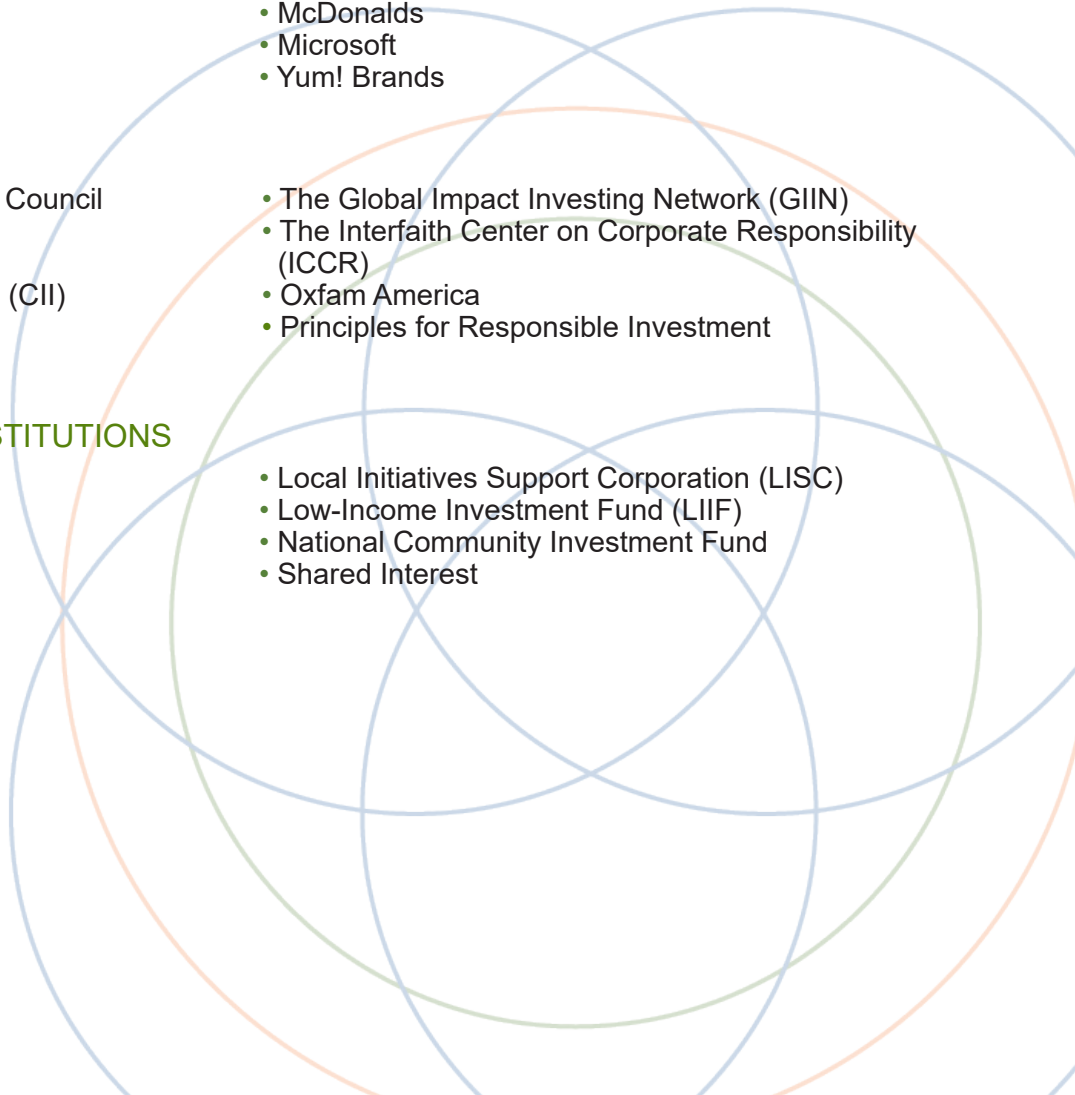 • McDonalds
• Microsoft
• Yum! Brands
Council
(CII)
• The Global Impact Investing Network (GIIN)
• The Interfaith Center on Corporate Responsibility
(ICCR)
• Oxfam America
• Principles for Responsible Investment
STITUTIONS
• Local Initiatives Support Corporation (LISC)
• Low-Income Investment Fund (LIIF)
• National Community Investment Fund
• Shared Interest